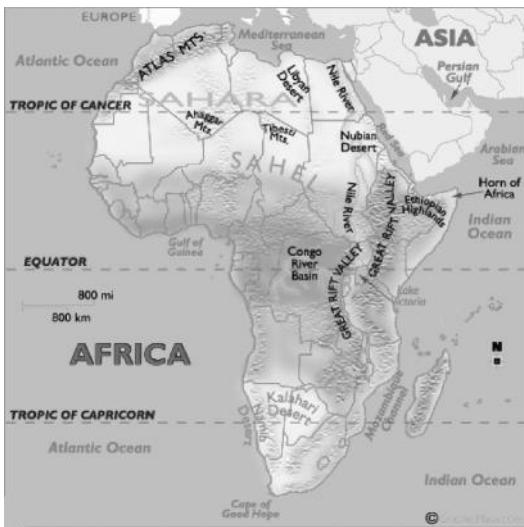 EUROPE
Atlantic Ocean
ATLAS MTS.
Mediterranean
Sea
ASIA
Persian
Gulf
TROPIC OF CANCER
SAHARA
Libyan
Desert
Nile River
Ahaggar
Mts.
Tibesti
Mts.
Nubian
Desert
Red Sea
Arabian
Sea
SAHEL
Nile River
GREAT RIFT VALLEY
Ethiopian
Highlands
Horn of
Africa
Indian
Ocean
Gulf of
Guinea
EQUATOR
Congo
River
Basin
GREAT RIFT VALLEY
Lake
Victoria
800 mi
800 km
AFRICA
N
TROPIC OF CAPRICORN
Namib
Desert
Kalahari
Desert
Mozambique
Channel
Atlantic Ocean
Cape of
Good Hope
Indian Ocean
©